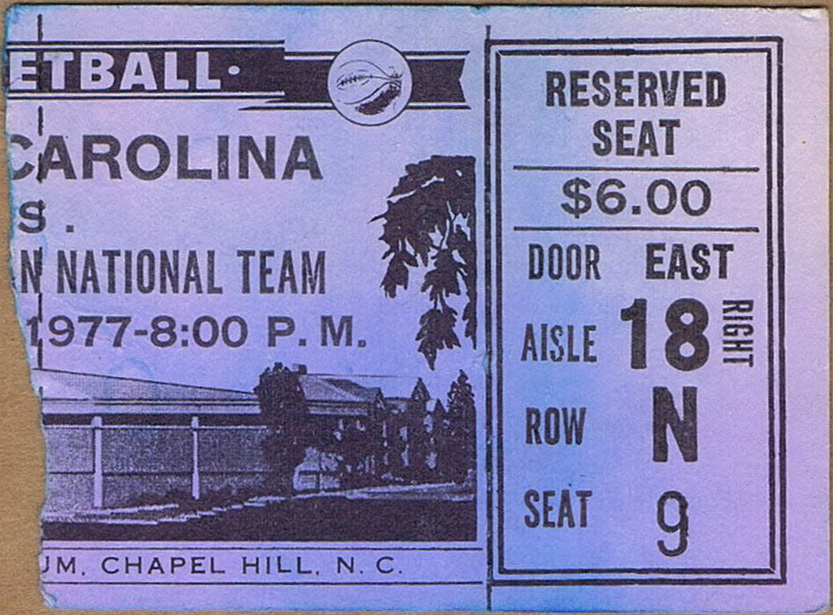 ETBALL·
CAROLINA
S.
N NATIONAL TEAM
1977-8:00 P. M.
UM, CHAPEL HILL, N. C.
RESERVED
SEAT
$6.00
DOOR EAST
AISLE 18 RIGHT
ROW N
SEAT 9